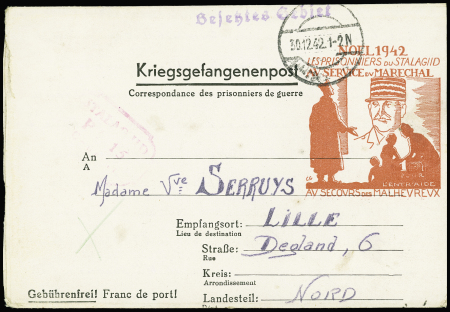 Besetztes Gebiet
30.12.42.1-2N
NOËL 1942
LES PRISONNIERS DU STALAG IID
AU SERVICE DU MARECHAL
Kriegsgefangenenpost
Correspondance des prisonniers de guerre
An
A
Madame Vve SERRUYS
L'ENTR'AIDE
AU SECOURS DES MALHEUREUX
Empfangsort: LILLE
Lieu de destination
Straße: Degland, 6
Rue
Kreis:
Arrondissement
Gebührenfrei! Franc de port!
Landesteil: NORD